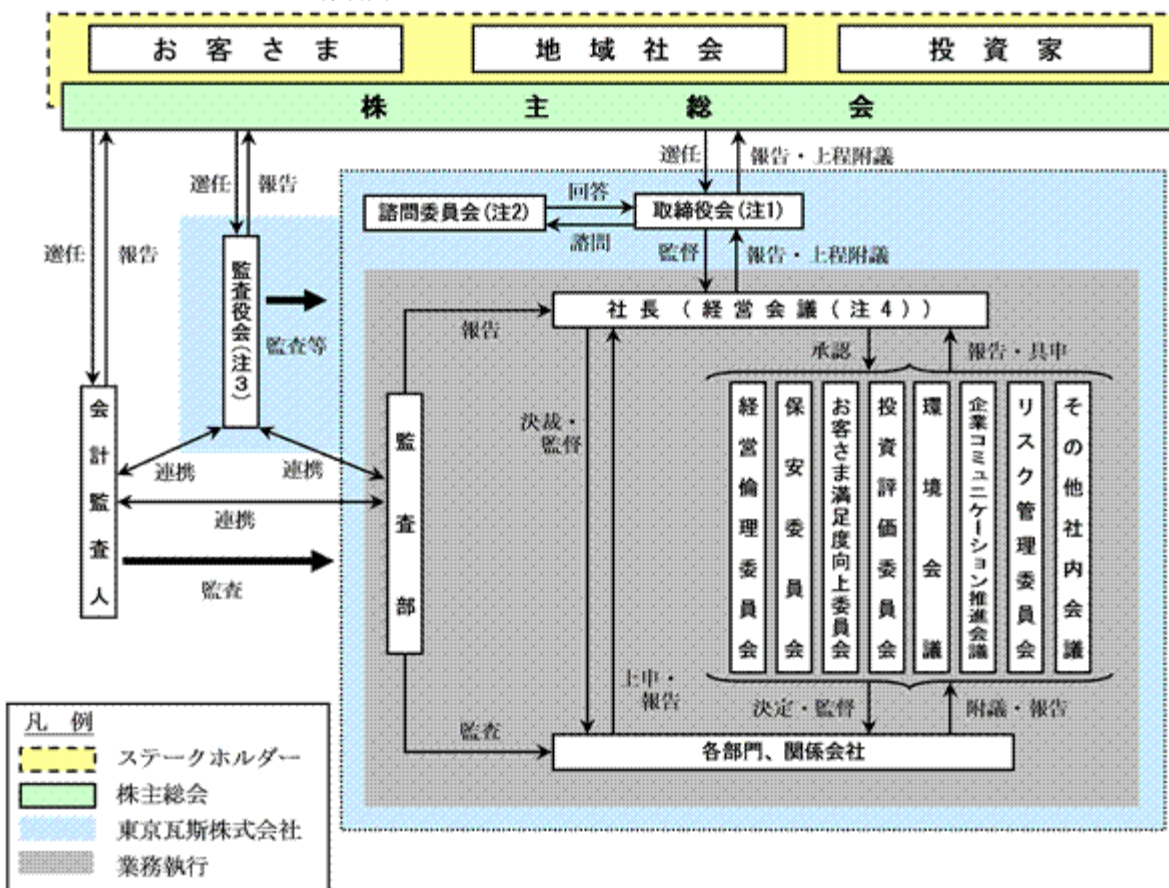 お客さま
地域社会
投資家
株主総会
選任
報告
選任
報告
選任
報告・上程附議
諮問委員会(注2)
回答
諮問
取締役会(注1)
監督
報告・上程附議
監査役会(注3)
監査等
社長(経営会議(注4))
報告
承認
報告・具申
会計監査人
連携
連携
連携
監査
監査部
決裁・
監督
経営倫理委員会
保安委員会
お客さま満足度向上委員会
投資評価委員会
環境会議
企業コミュニケーション推進会議
リスク管理委員会
その他社内会議
上申・
報告
決定・監督
附議・報告
監査
各部門、関係会社
凡例
ステークホルダー
株主総会
東京瓦斯株式会社
業務執行